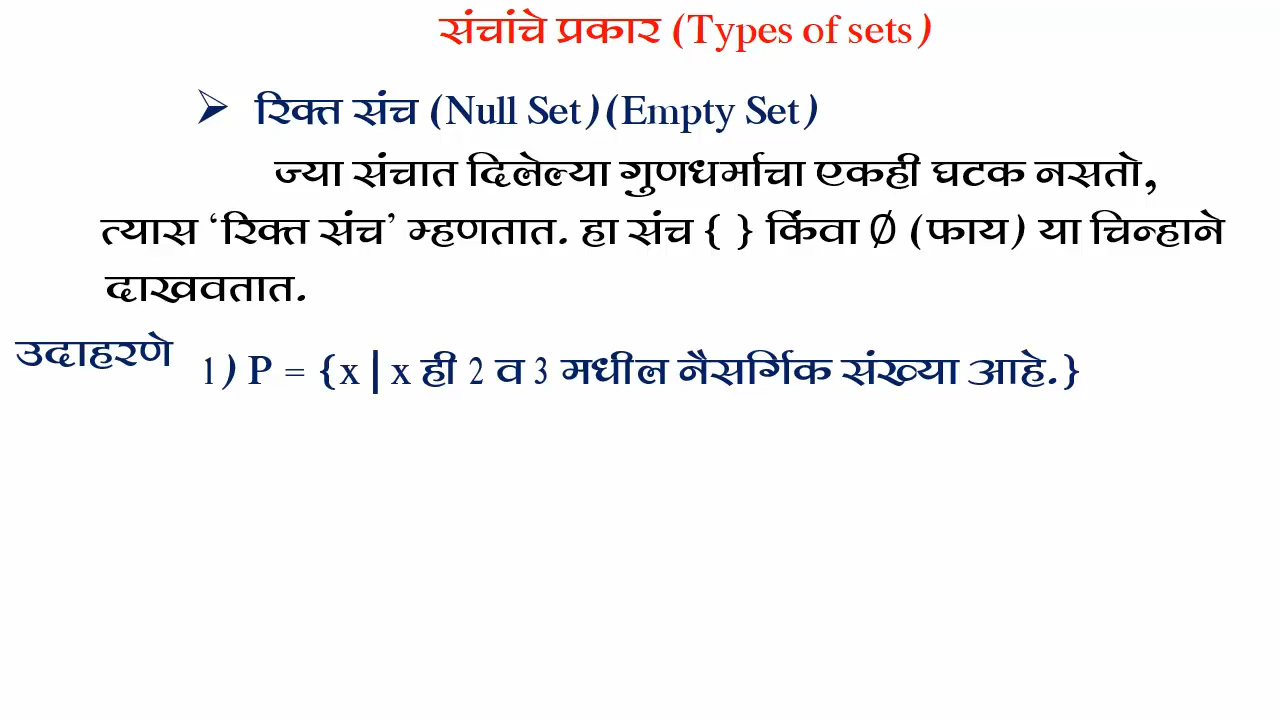 संचांचे प्रकार (Types of sets)
➢ रिक्त संच (Null Set)(Empty Set)
ज्या संचात दिलेल्या गुणधर्माचा एकही घटक नसतो,
त्यास ‘रिक्त संच’ म्हणतात. हा संच { } किंवा ∅ (फाय) या चिन्हाने
दाखवतात.
उदाहरणे
1) P = {x | x ही 2 व 3 मधील नैसर्गिक संख्या आहे.}